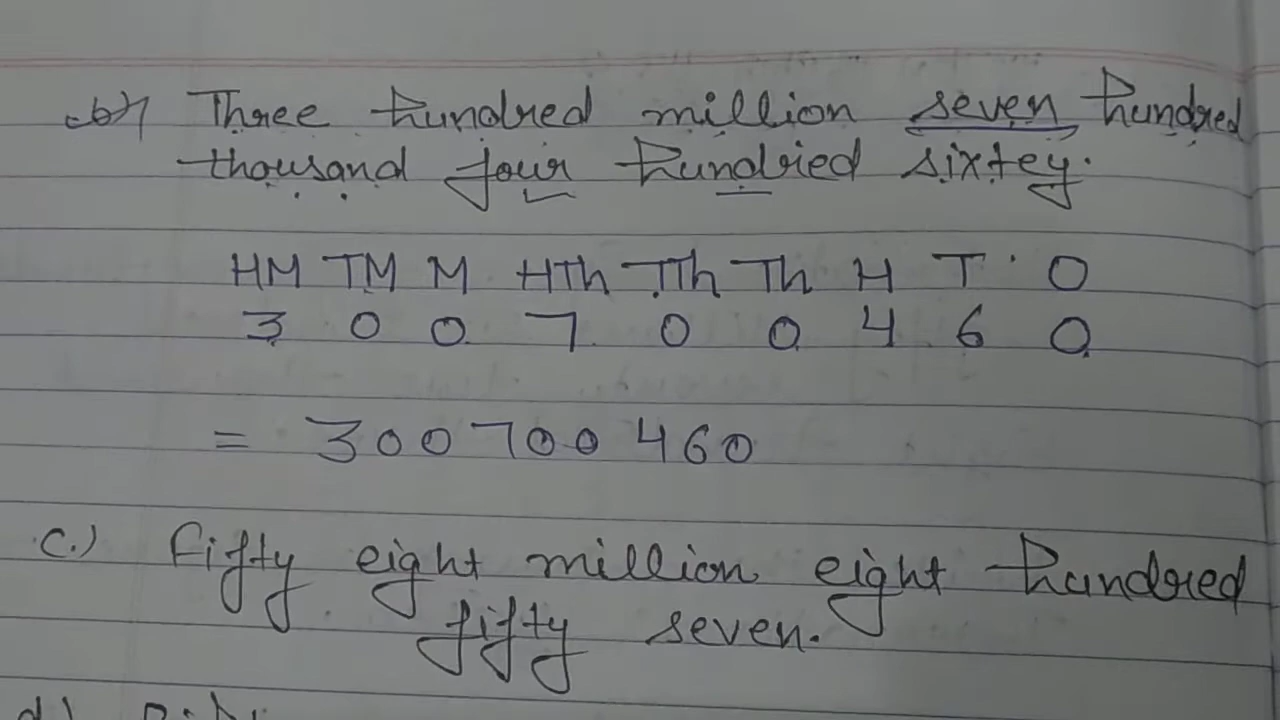 b) Three hundred million seven hundred
thousand four hundried sixtey.
HM TM M HTh TTh Th H T O
3 0 0 7 0 0 4 6 0
= 300700460
c.) Fifty eight million eight hundred
fifty seven.
d)